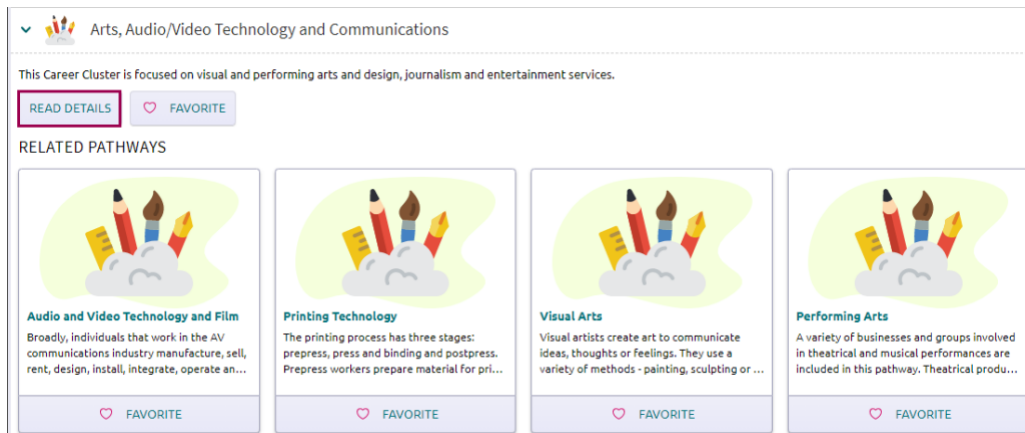 Arts, Audio/Video Technology and Communications
This Career Cluster is focused on visual and performing arts and design, journalism and entertainment services.
READ DETAILS
FAVORITE
RELATED PATHWAYS
Audio and Video Technology and Film
Broadly, individuals that work in the AV
communications industry manufacture, sell,
rent, design, install, integrate, operate an...
FAVORITE
Printing Technology
The printing process has three stages:
prepress, press and binding and postpress.
Prepress workers prepare material for pri...
FAVORITE
Visual Arts
Visual artists create art to communicate
ideas, thoughts or feelings. They use a
variety of methods - painting, sculpting or ...
FAVORITE
Performing Arts
A variety of businesses and groups involved
in theatrical and musical performances are
included in this pathway. Theatrical produ...
FAVORITE